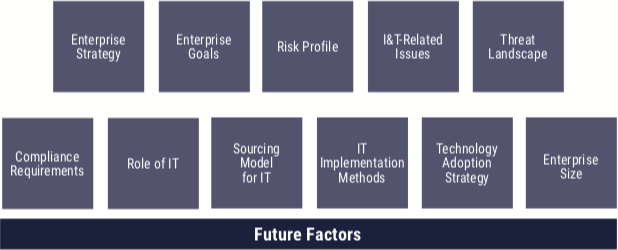 Enterprise
Strategy
Enterprise
Goals
Risk Profile
I&T-Related
Issues
Threat
Landscape
Compliance
Requirements
Role of IT
Sourcing
Model
for IT
IT
Implementation
Methods
Technology
Adoption
Strategy
Enterprise
Size
Future Factors